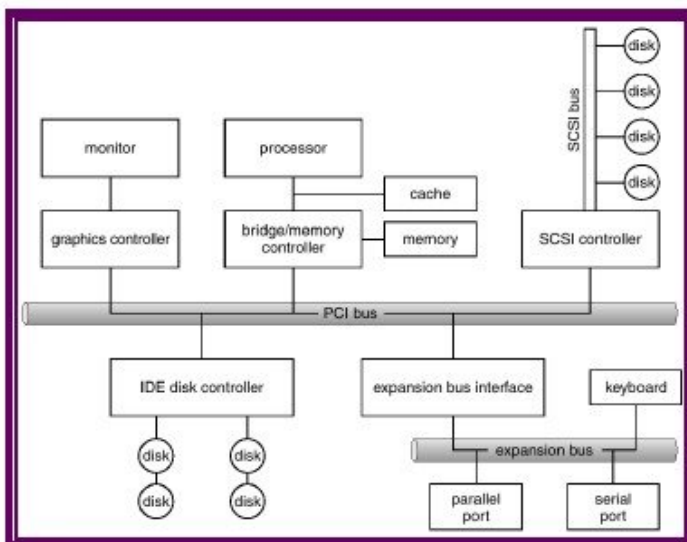 disk
disk
SCSI bus
disk
disk
monitor
processor
cache
graphics controller
bridge/memory
controller
memory
SCSI controller
PCI bus
IDE disk controller
expansion bus interface
keyboard
disk
disk
expansion bus
disk
disk
parallel
port
serial
port